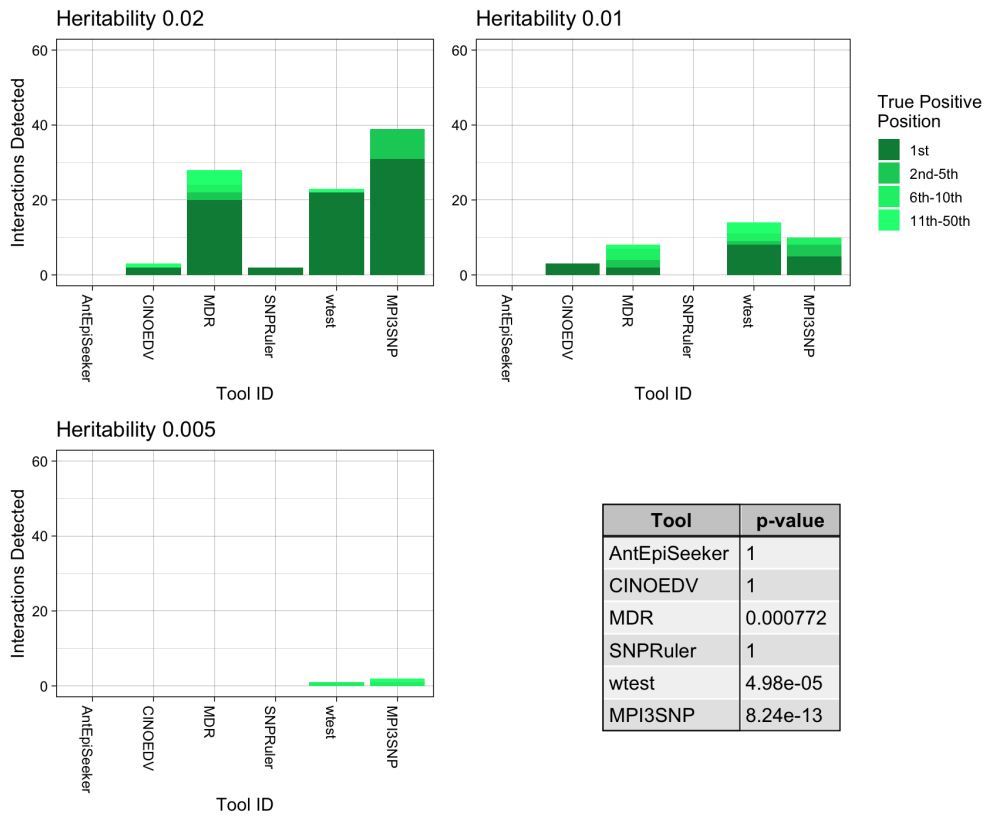 Heritability 0.02
Interactions Detected
60
40
20
0
AntEpiSeeker
CINOEDV
MDR
SNPRuler
wtest
MPI3SNP
Tool ID
Heritability 0.01
60
40
20
0
AntEpiSeeker
CINOEDV
MDR
SNPRuler
wtest
MPI3SNP
Tool ID
True Positive
Position
1st
2nd-5th
6th-10th
11th-50th
Heritability 0.005
Interactions Detected
60
40
20
0
AntEpiSeeker
CINOEDV
MDR
SNPRuler
wtest
MPI3SNP
Tool ID
Tool p-value
AntEpiSeeker 1
CINOEDV 1
MDR 0.000772
SNPRuler 1
wtest 4.98e-05
MPI3SNP 8.24e-13